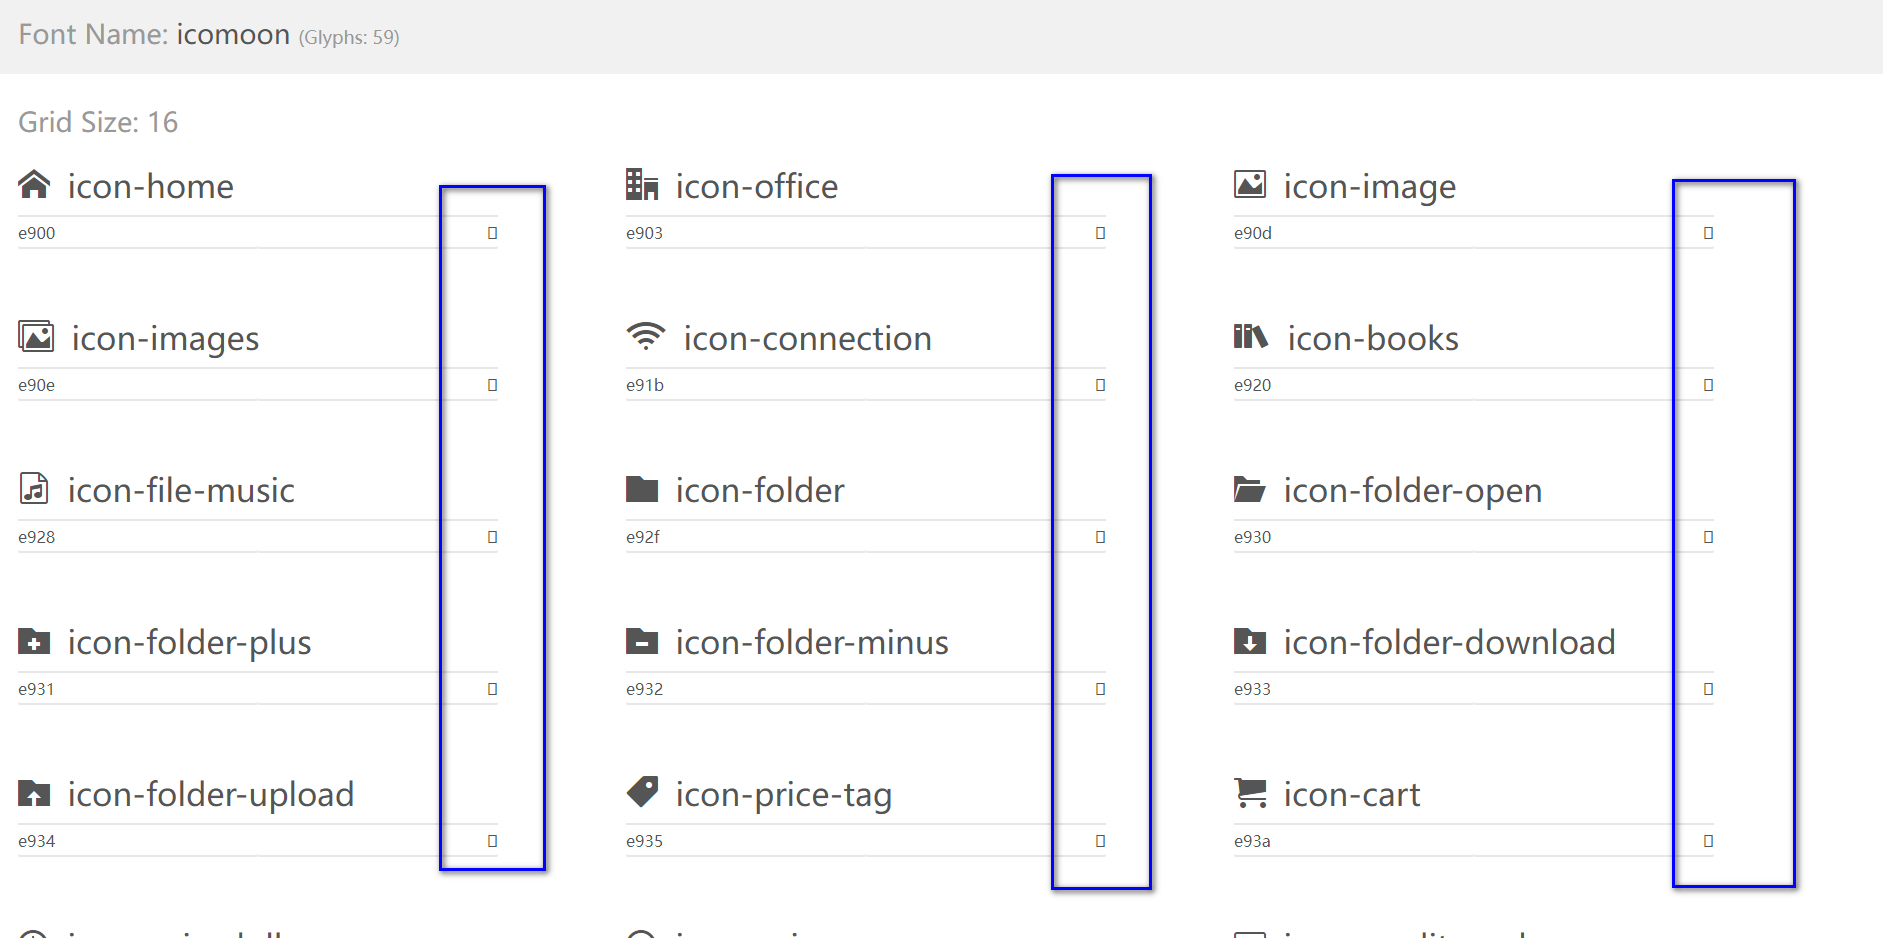 Font Name: icomoon (Glyphs: 59)
Grid Size: 16
icon-home
icon-office
icon-image
e900
e903
e90d
icon-images
icon-connection
icon-books
e90e
e91b
e920
icon-file-music
icon-folder
icon-folder-open
e928
e92f
e930
icon-folder-plus
icon-folder-minus
icon-folder-download
e931
e932
e933
icon-folder-upload
icon-price-tag
icon-cart
e934
e935
e93a